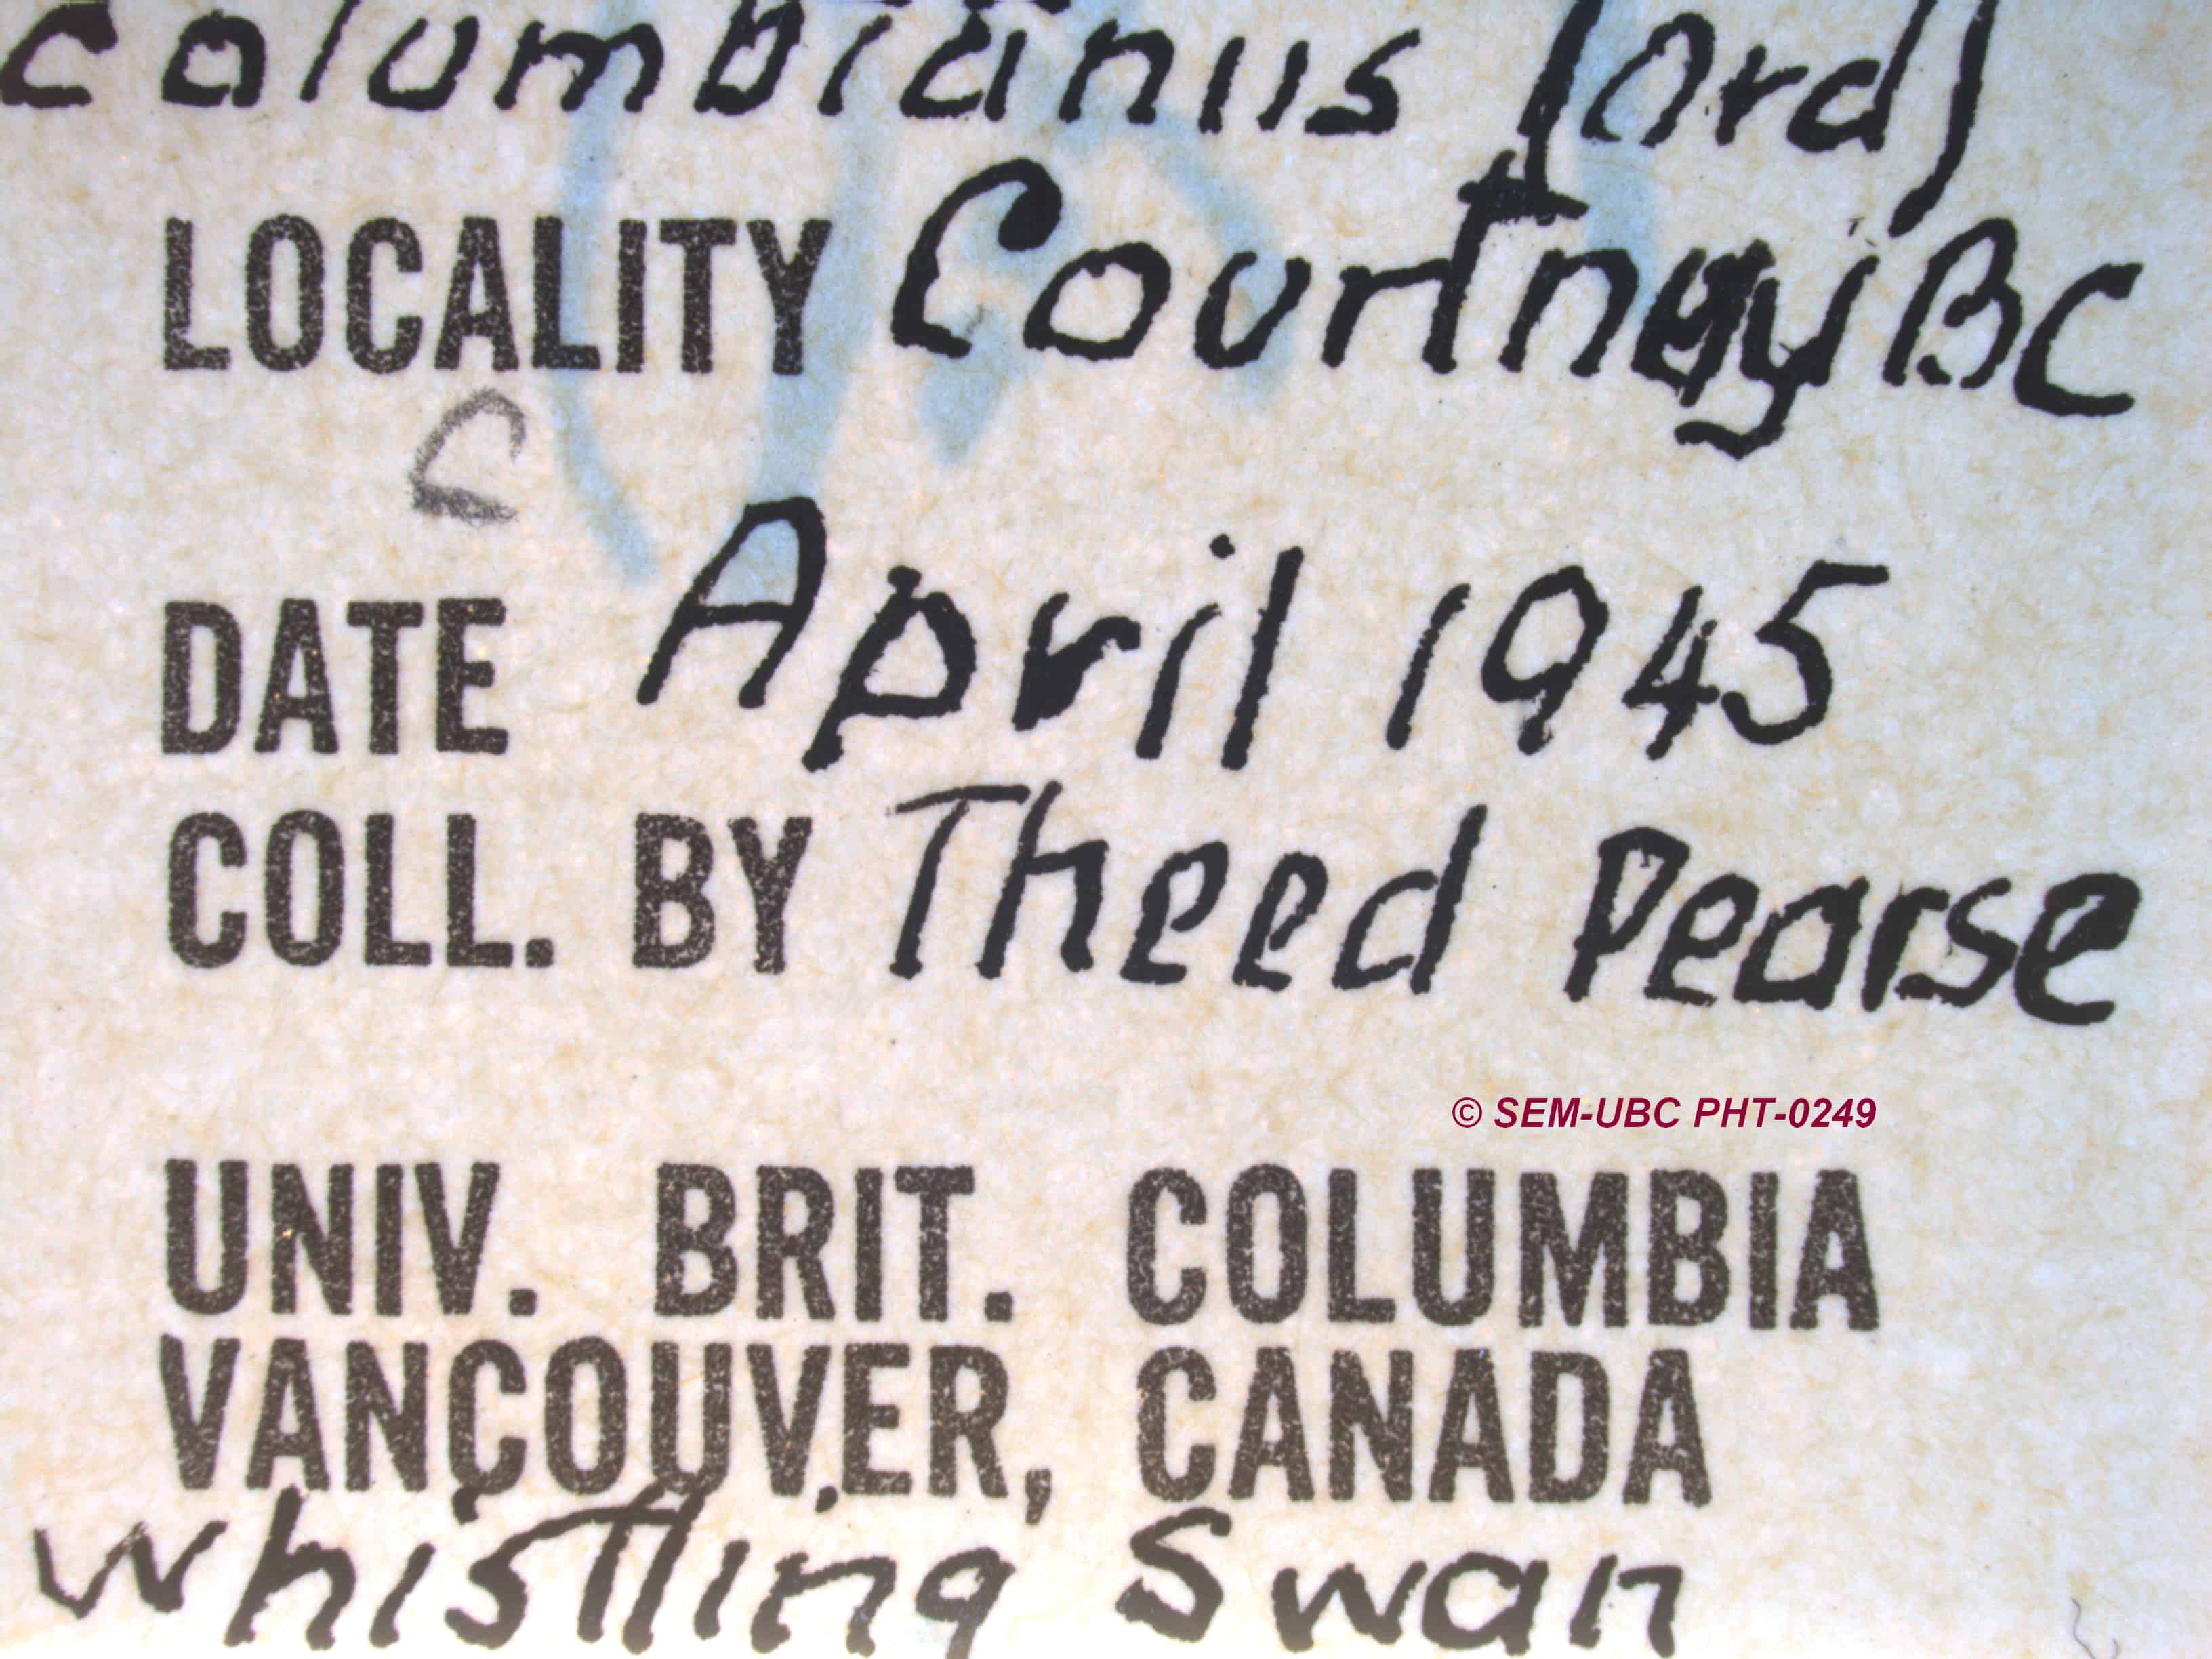 columbianus (Ord)
LOCALITY Courtney BC
DATE April 1945
COLL. BY Theed Pearse
© SEM-UBC PHT-0249
UNIV. BRIT. COLUMBIA
VANCOUVER, CANADA
whistling Swan